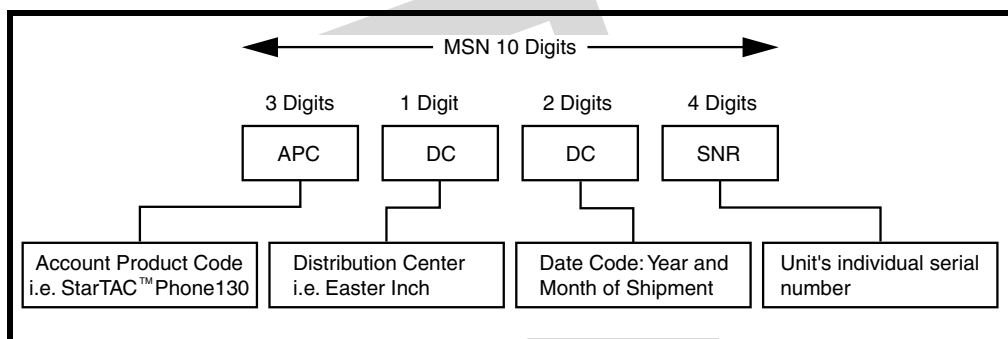 MSN 10 Digits
3 Digits 1 Digit 2 Digits 4 Digits
APC DC DC SNR
Account Product Code
i.e. StarTAC™Phone130
Distribution Center
i.e. Easter Inch
Date Code: Year and
Month of Shipment
Unit's individual serial
number